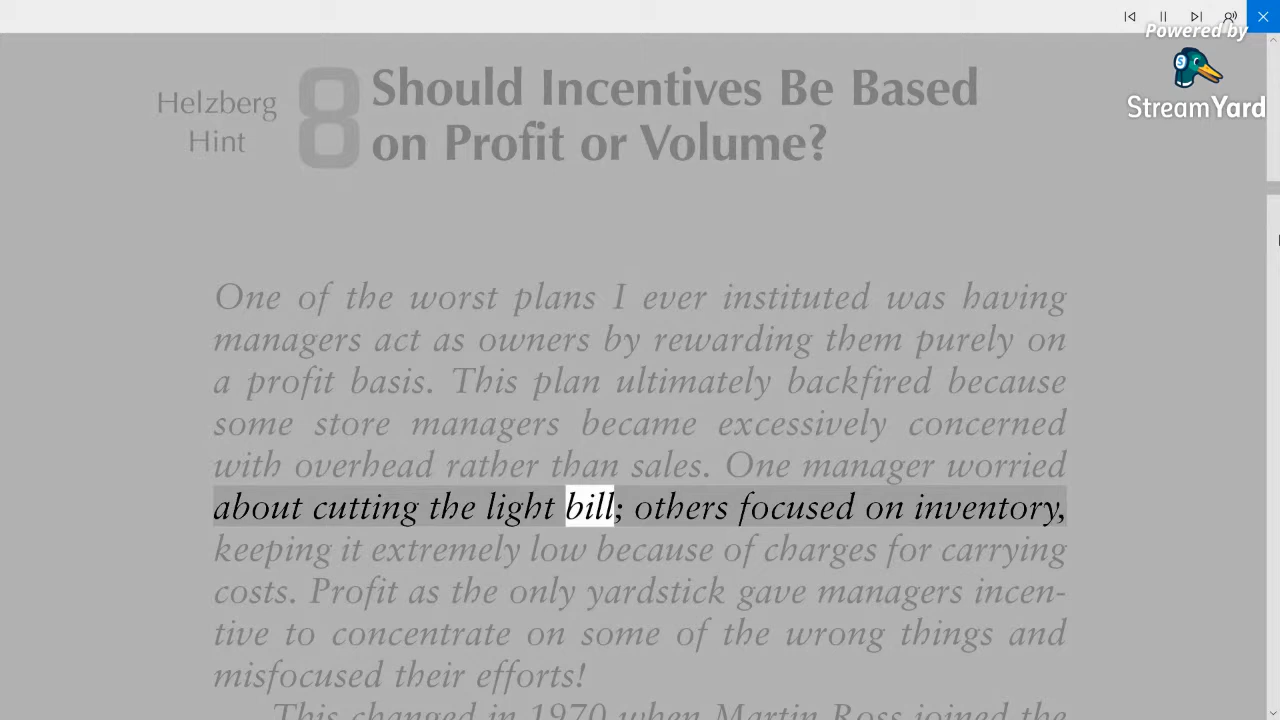 Powered by
StreamYard
Helzberg
Hint
8
Should Incentives Be Based
on Profit or Volume?
One of the worst plans I ever instituted was having
managers act as owners by rewarding them purely on
a profit basis. This plan ultimately backfired because
some store managers became excessively concerned
with overhead rather than sales. One manager worried
about cutting the light bill; others focused on inventory,
keeping it extremely low because of charges for carrying
costs. Profit as the only yardstick gave managers incen-
tive to concentrate on some of the wrong things and
misfocused their efforts!
This changed in 1970 when Martin Ross joined the